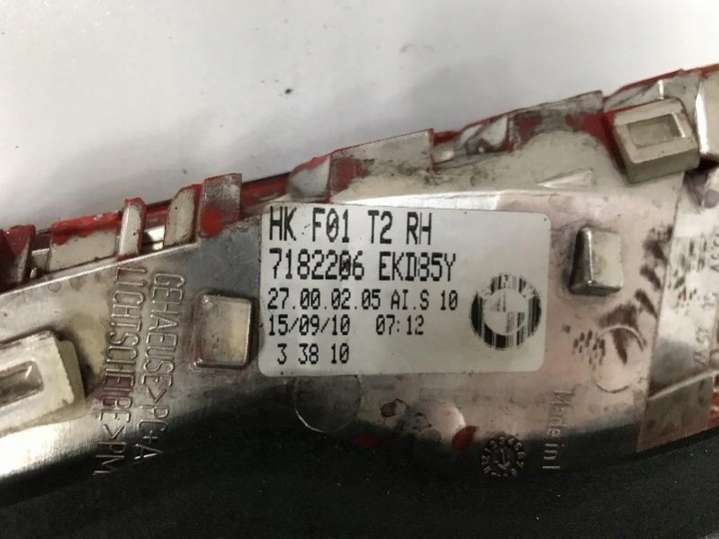 HK F01 T2 RH
7182206 EKD85Y
27.00.02.05 AI.S 10
15/09/10 07:12
3 38 10
BMW
GEHAEUSE>PC+A
LICHTSCHEIBE>PM
Made in I